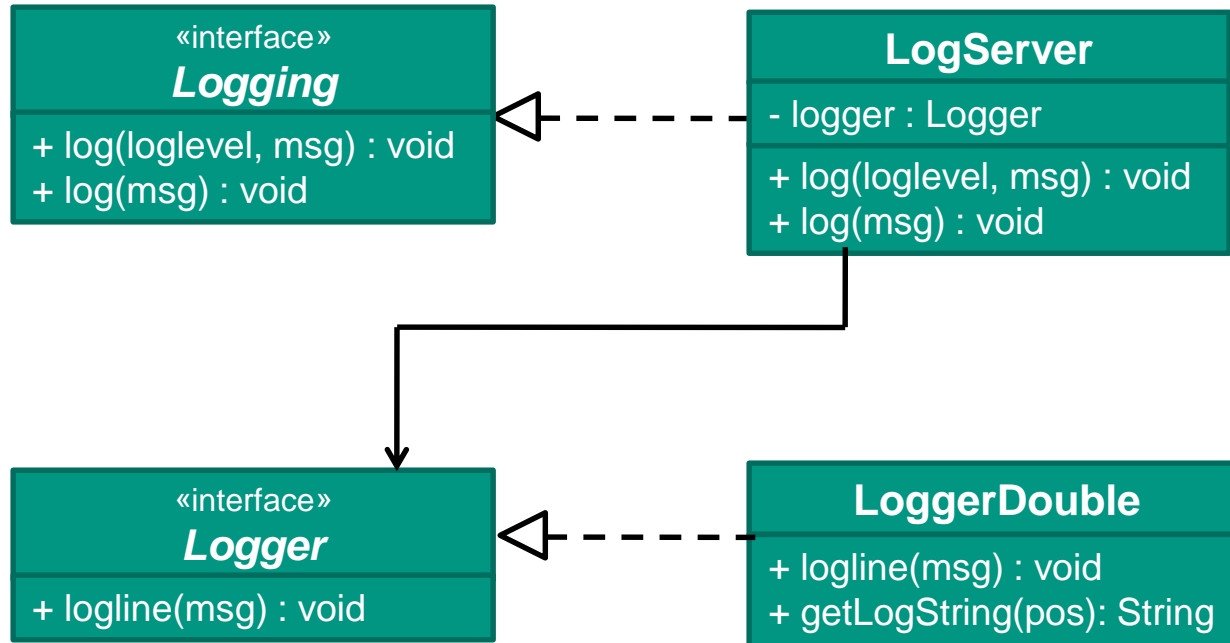 «interface»
Logging
+ log(loglevel, msg) : void
+ log(msg) : void
LogServer
- logger : Logger
+ log(loglevel, msg) : void
+ log(msg) : void
«interface»
Logger
+ logline(msg) : void
LoggerDouble
+ logline(msg) : void
+ getLogString(pos): String